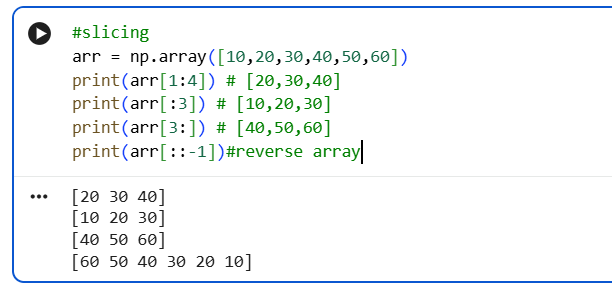 #slicing
arr = np.array([10,20,30,40,50,60])
print(arr[1:4]) # [20,30,40]
print(arr[:3]) # [10,20,30]
print(arr[3:]) # [40,50,60]
print(arr[::-1])#reverse array
[20 30 40]
[10 20 30]
[40 50 60]
[60 50 40 30 20 10]